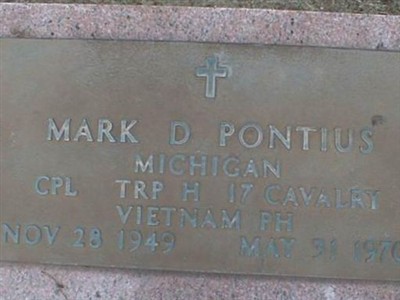 MARK D PONTIUS
MICHIGAN
CPL TRP H 17 CAVALRY
VIETNAM PH
NOV 28 1949 MAY 31 1970